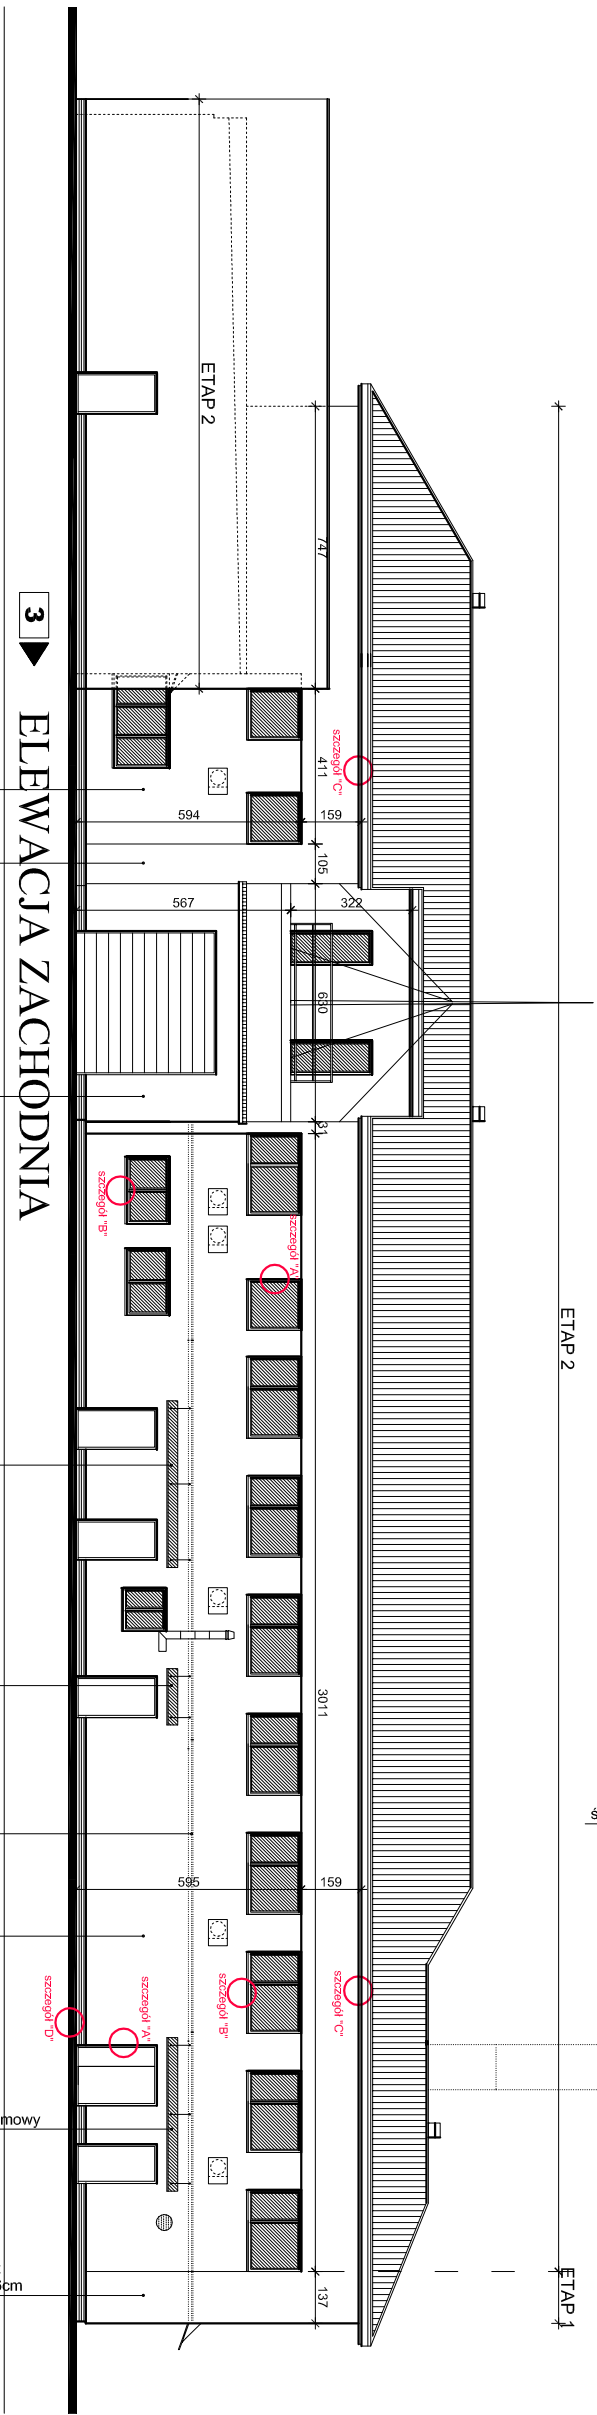 ETAP 2
ETAP 1
ETAP 2
747
szczegół "C"
411
159
594
105
322
567
630
31
szczegół "B"
szczegół "A"
3011
159
595
szczegół "C"
szczegół "B"
szczegół "A"
szczegół "D"
137
mowy
cm
3
ELEWACJA ZACHODNIA